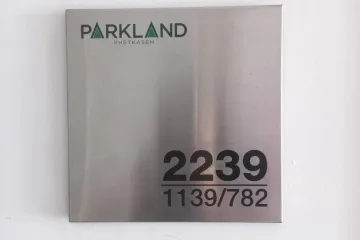 PARKLAND
PHETKASEM
2239
1139/782